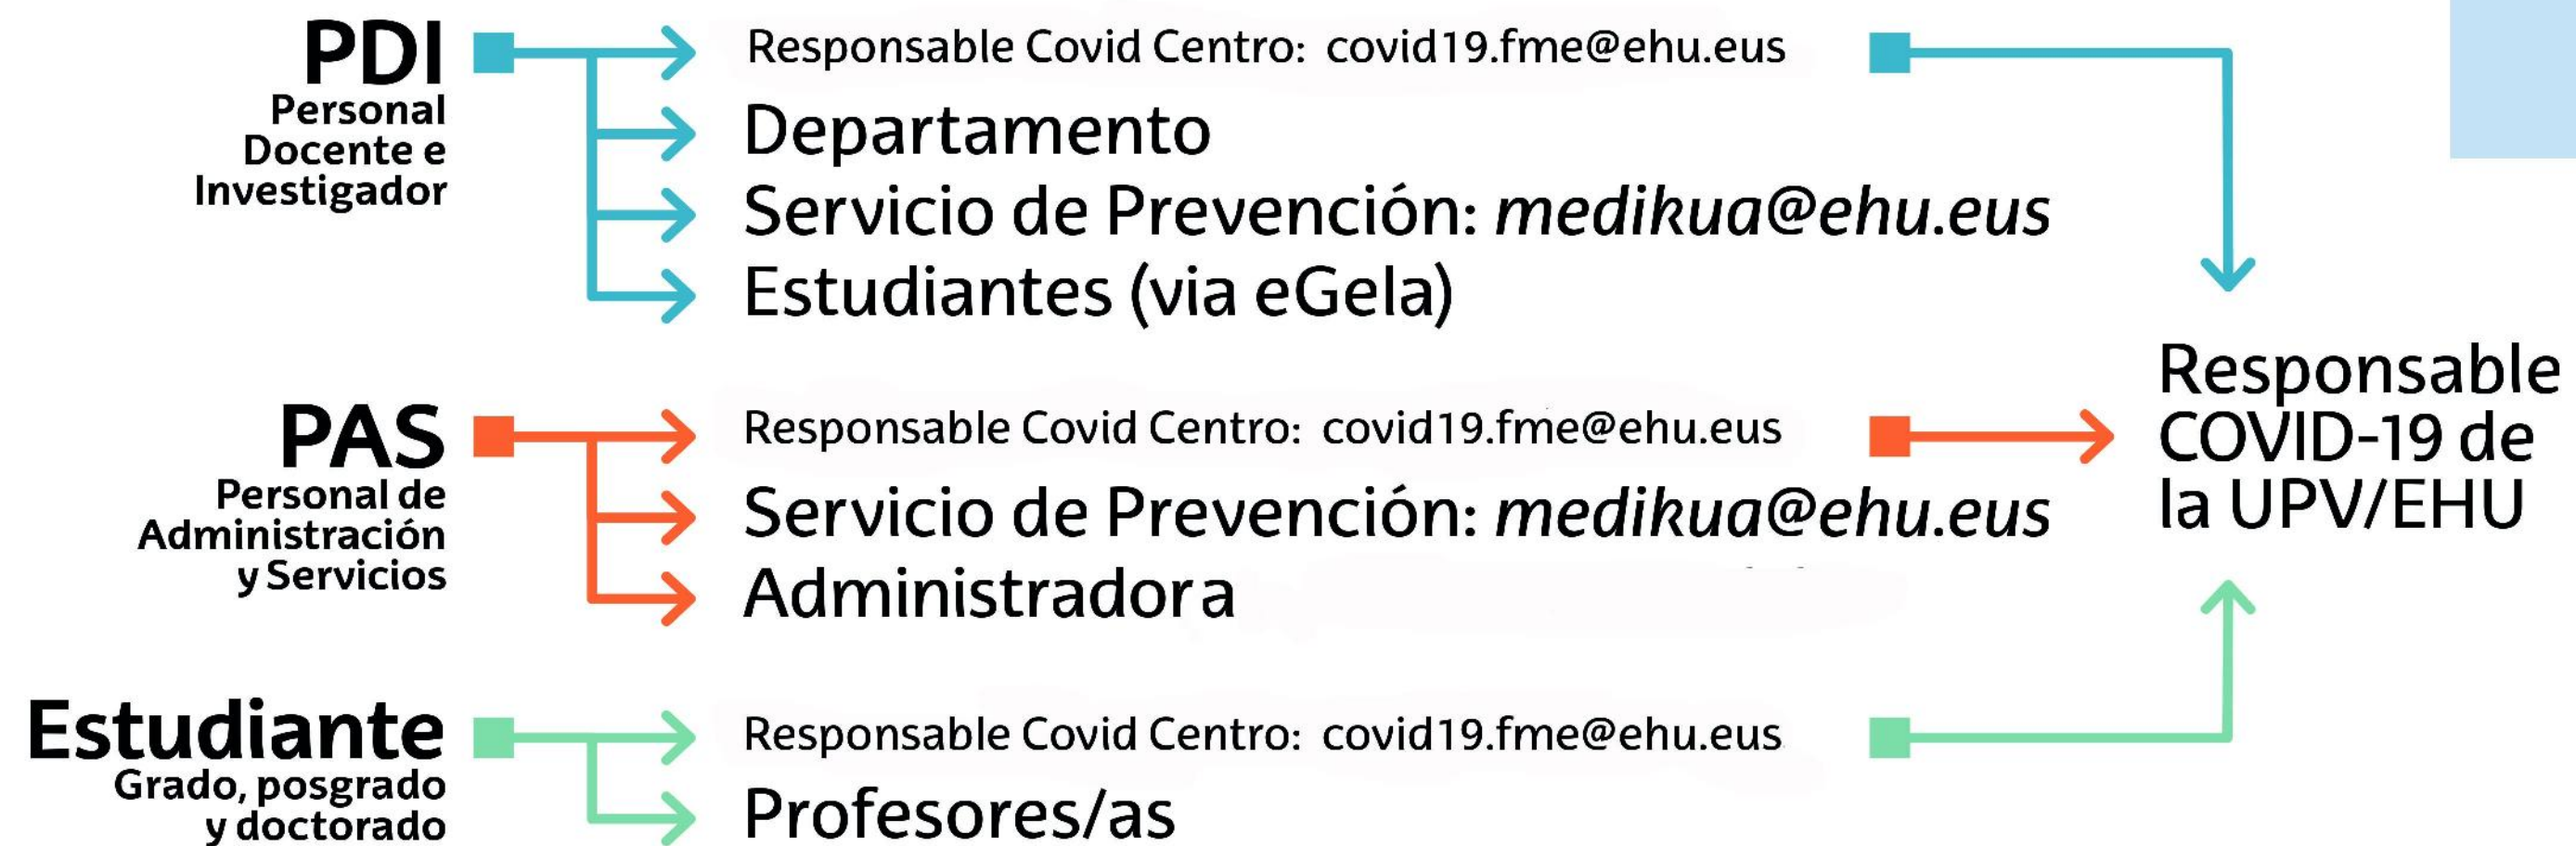 PDI
Personal
Docente e
Investigador
Responsable Covid Centro: covid19.fme@ehu.eus
Departamento
Servicio de Prevención: medikua@ehu.eus
Estudiantes (via eGela)
PAS
Personal de
Administración
y Servicios
Responsable Covid Centro: covid19.fme@ehu.eus
Servicio de Prevención: medikua@ehu.eus
Administradora
Estudiante
Grado, posgrado
y doctorado
Responsable Covid Centro: covid19.fme@ehu.eus
Profesores/as
Responsable
COVID-19 de
la UPV/EHU